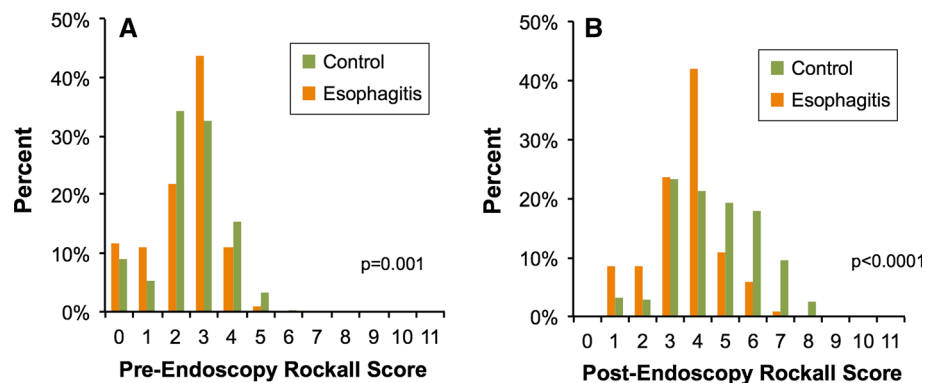 A
50%
40%
30%
20%
10%
0%
Percent
Control
Esophagitis
p=0.001
0 1 2 3 4 5 6 7 8 9 10 11
Pre-Endoscopy Rockall Score
B
50%
40%
30%
20%
10%
0%
Percent
Control
Esophagitis
p<0.0001
0 1 2 3 4 5 6 7 8 9 10 11
Post-Endoscopy Rockall Score